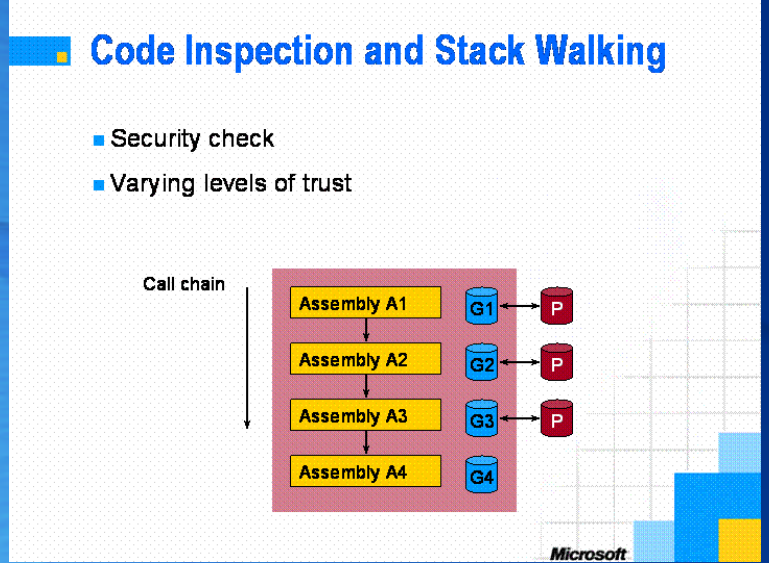 Code Inspection and Stack Walking
Security check
Varying levels of trust
Call chain
Assembly A1 G1 P
Assembly A2 G2 P
Assembly A3 G3 P
Assembly A4 G4
Microsoft